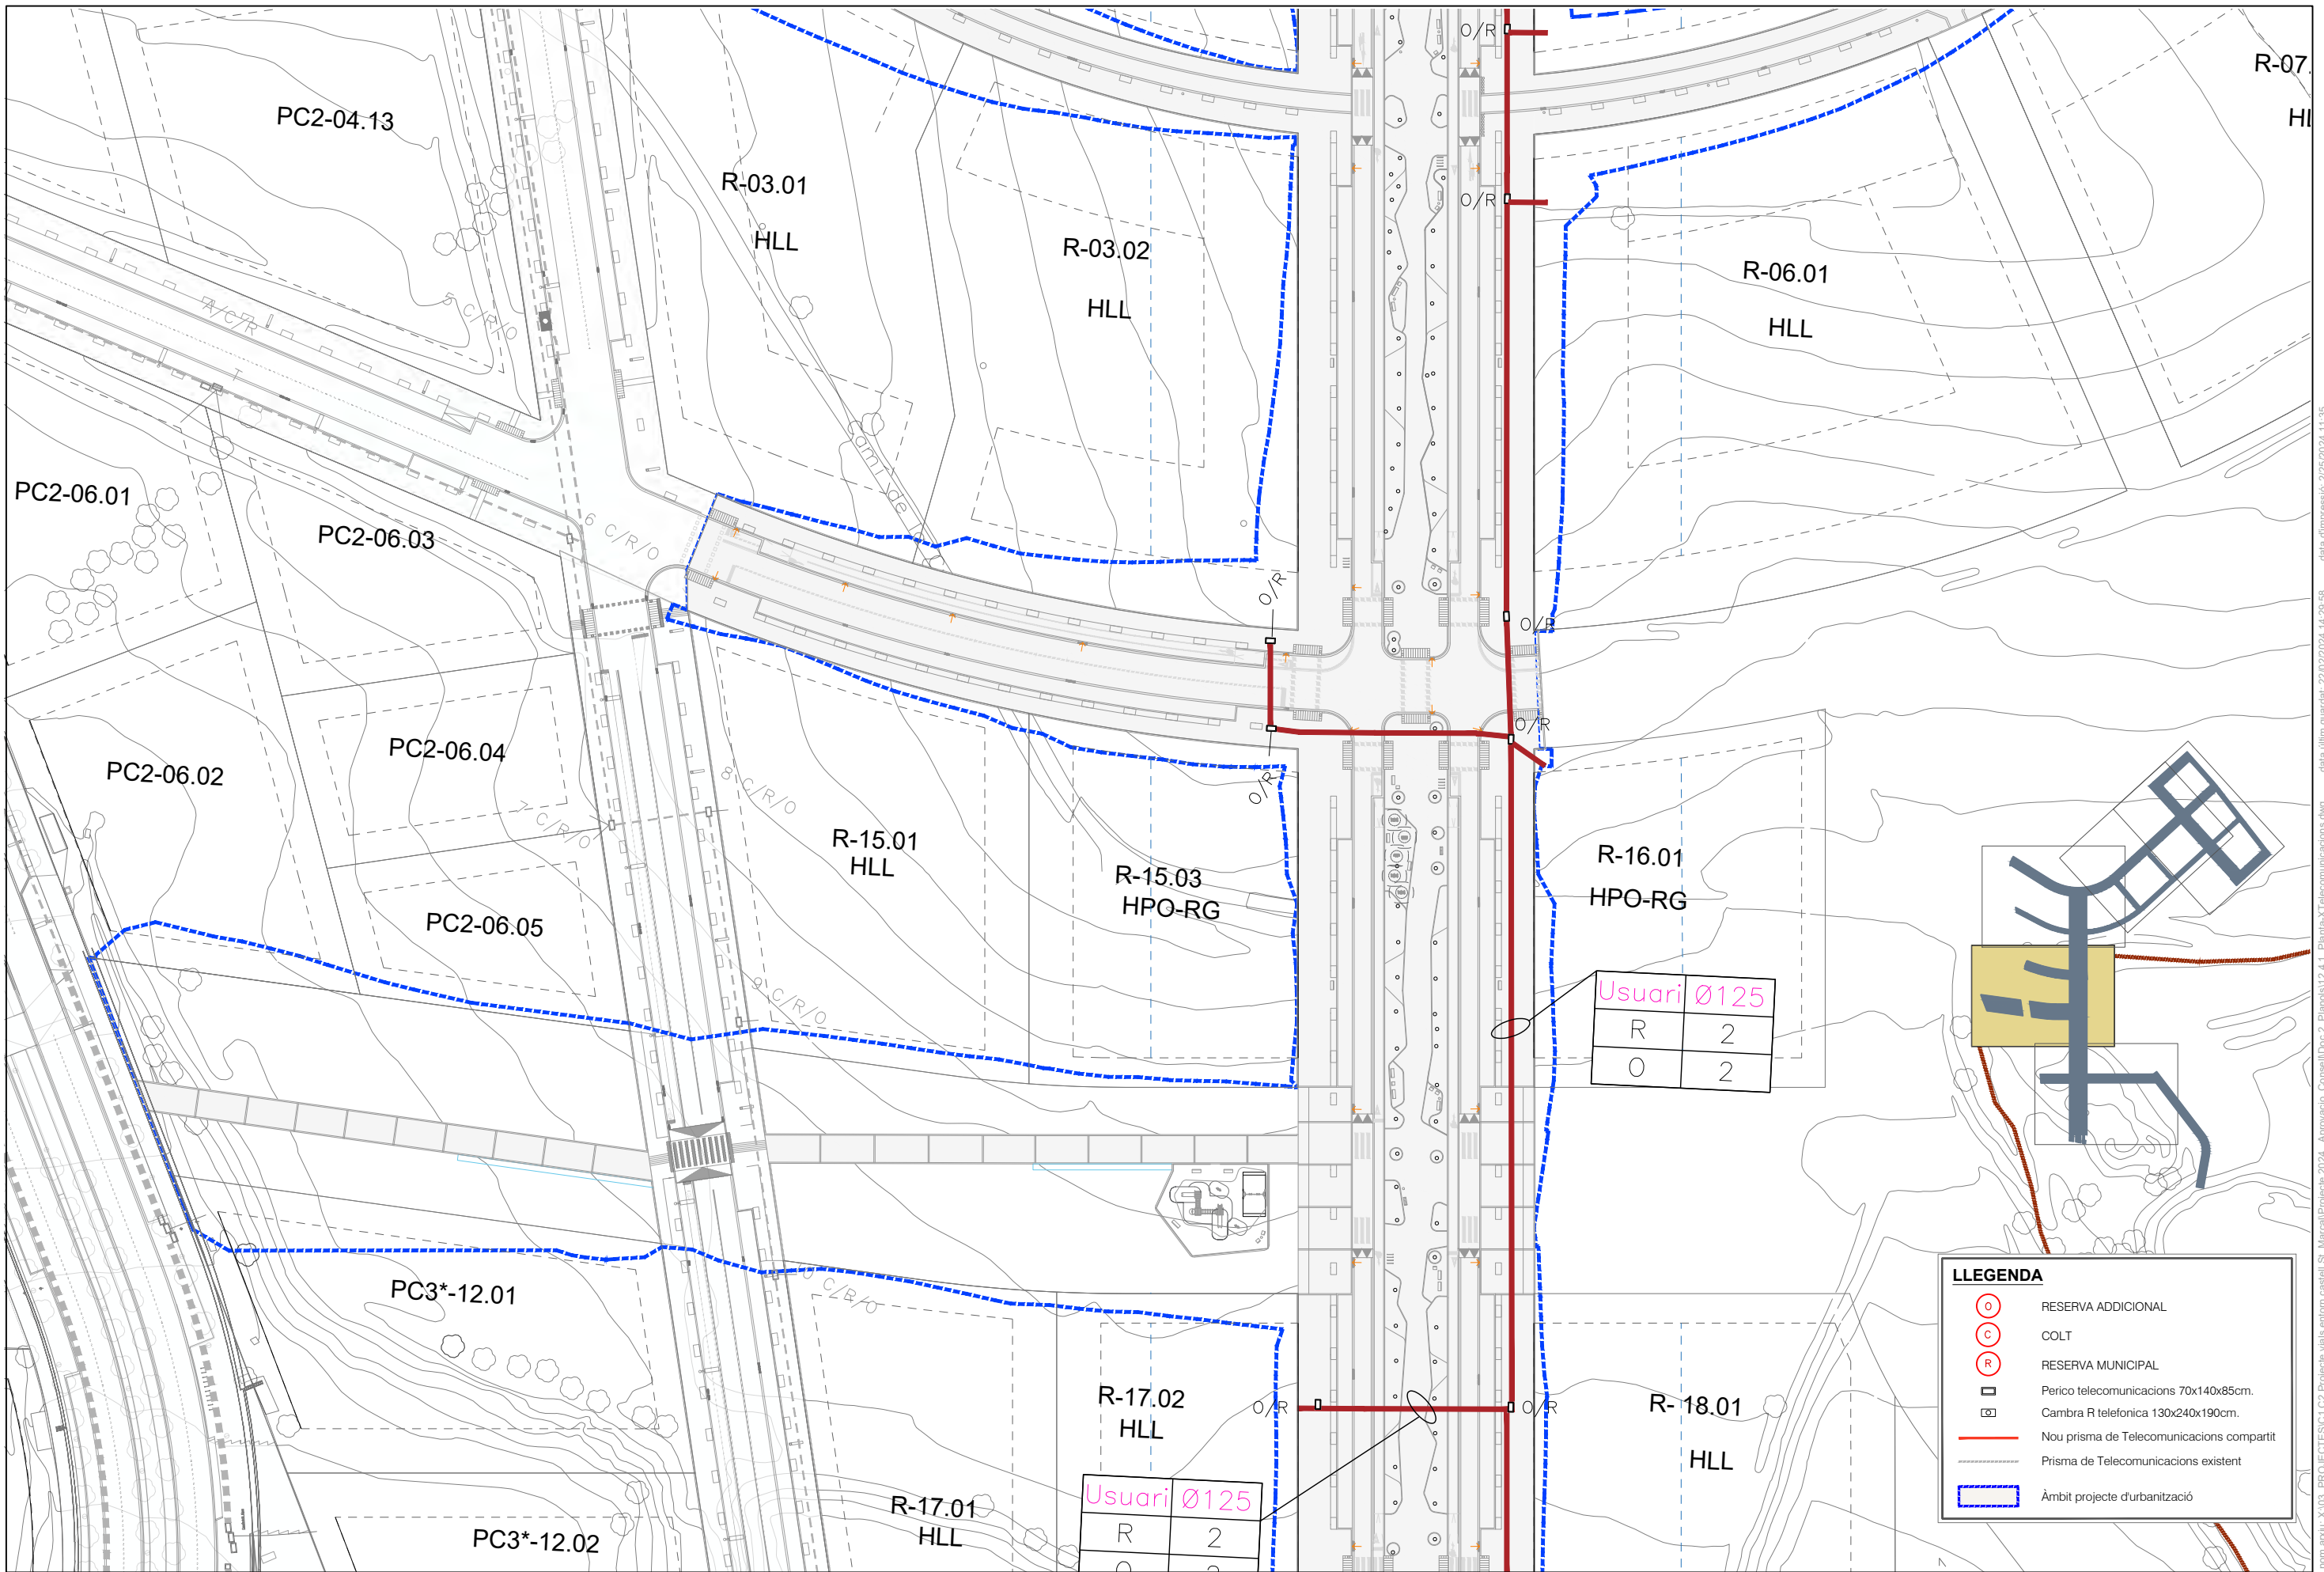 O/R
R-07.
HL
PC2-04.13
R-03.01
HLL
O/R
R-03.02
HLL
R-06.01
HLL
A/C/R
5 C/R/O
PC2-06.01
PC2-06.03
6 C/R/O
O/R
O/R
O/R
O/R
PC2-06.04
PC2-06.02
8 C/R/O
7 C/R/O
R-15.01
HLL
R-15.03
HPO-RG
R-16.01
HPO-RG
PC2-06.05
9 C/R/O
Usuari Ø125
R 2
O 2
PC3*-12.01
C/R/O
R-17.02
HLL
O/R
O/R
R-18.01
HLL
R-17.01
HLL
Usuari Ø125
R 2
PC3*-12.02
LLEGENDA
O RESERVA ADDICIONAL
C COLT
R RESERVA MUNICIPAL
Perico telecomunicacions 70x140x85cm.
Cambra R telefonica 130x240x190cm.
Nou prisma de Telecomunicacions compartit
Prisma de Telecomunicacions existent
Àmbit projecte d'urbanització